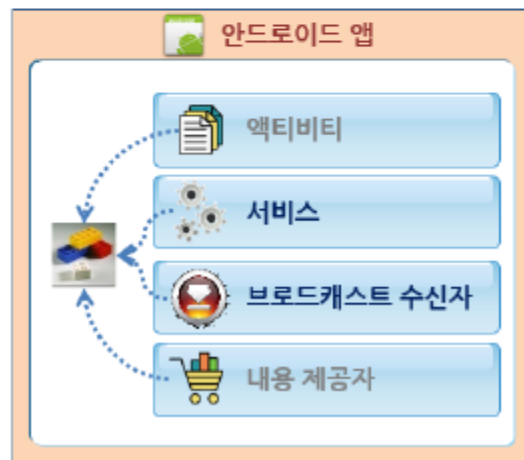 안드로이드 앱
액티비티
서비스
브로드캐스트 수신자
내용 제공자